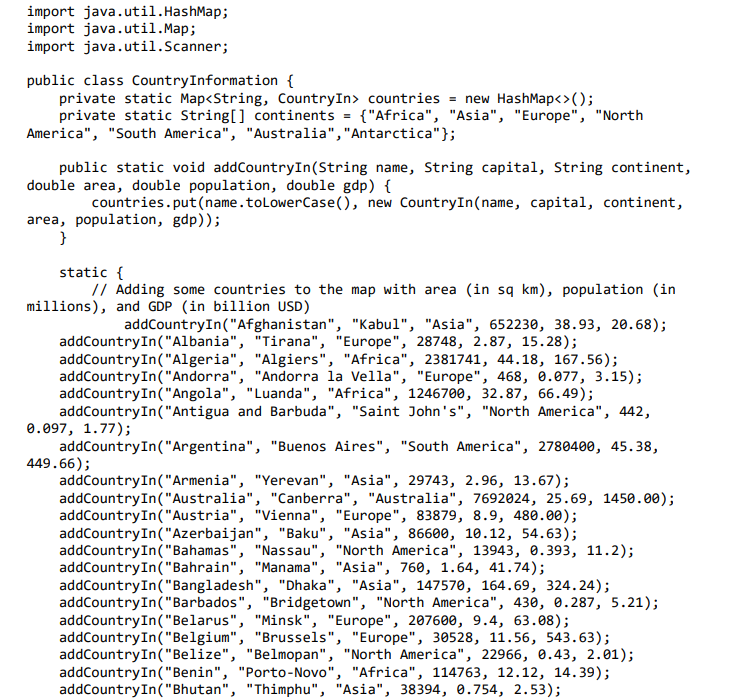 import java.util.HashMap;
import java.util.Map;
import java.util.Scanner;

public class CountryInformation {
    private static Map<String, CountryIn> countries = new HashMap<>();
    private static String[] continents = {"Africa", "Asia", "Europe", "North
America", "South America", "Australia","Antarctica"};

    public static void addCountryIn(String name, String capital, String continent,
double area, double population, double gdp) {
        countries.put(name.toLowerCase(), new CountryIn(name, capital, continent,
area, population, gdp));
    }

    static {
        // Adding some countries to the map with area (in sq km), population (in
millions), and GDP (in billion USD)
            addCountryIn("Afghanistan", "Kabul", "Asia", 652230, 38.93, 20.68);
    addCountryIn("Albania", "Tirana", "Europe", 28748, 2.87, 15.28);
    addCountryIn("Algeria", "Algiers", "Africa", 2381741, 44.18, 167.56);
    addCountryIn("Andorra", "Andorra la Vella", "Europe", 468, 0.077, 3.15);
    addCountryIn("Angola", "Luanda", "Africa", 1246700, 32.87, 66.49);
    addCountryIn("Antigua and Barbuda", "Saint John's", "North America", 442,
0.097, 1.77);
    addCountryIn("Argentina", "Buenos Aires", "South America", 2780400, 45.38,
449.66);
    addCountryIn("Armenia", "Yerevan", "Asia", 29743, 2.96, 13.67);
    addCountryIn("Australia", "Canberra", "Australia", 7692024, 25.69, 1450.00);
    addCountryIn("Austria", "Vienna", "Europe", 83879, 8.9, 480.00);
    addCountryIn("Azerbaijan", "Baku", "Asia", 86600, 10.12, 54.63);
    addCountryIn("Bahamas", "Nassau", "North America", 13943, 0.393, 11.2);
    addCountryIn("Bahrain", "Manama", "Asia", 760, 1.64, 41.74);
    addCountryIn("Bangladesh", "Dhaka", "Asia", 147570, 164.69, 324.24);
    addCountryIn("Barbados", "Bridgetown", "North America", 430, 0.287, 5.21);
    addCountryIn("Belarus", "Minsk", "Europe", 207600, 9.4, 63.08);
    addCountryIn("Belgium", "Brussels", "Europe", 30528, 11.56, 543.63);
    addCountryIn("Belize", "Belmopan", "North America", 22966, 0.43, 2.01);
    addCountryIn("Benin", "Porto-Novo", "Africa", 114763, 12.12, 14.39);
    addCountryIn("Bhutan", "Thimphu", "Asia", 38394, 0.754, 2.53);